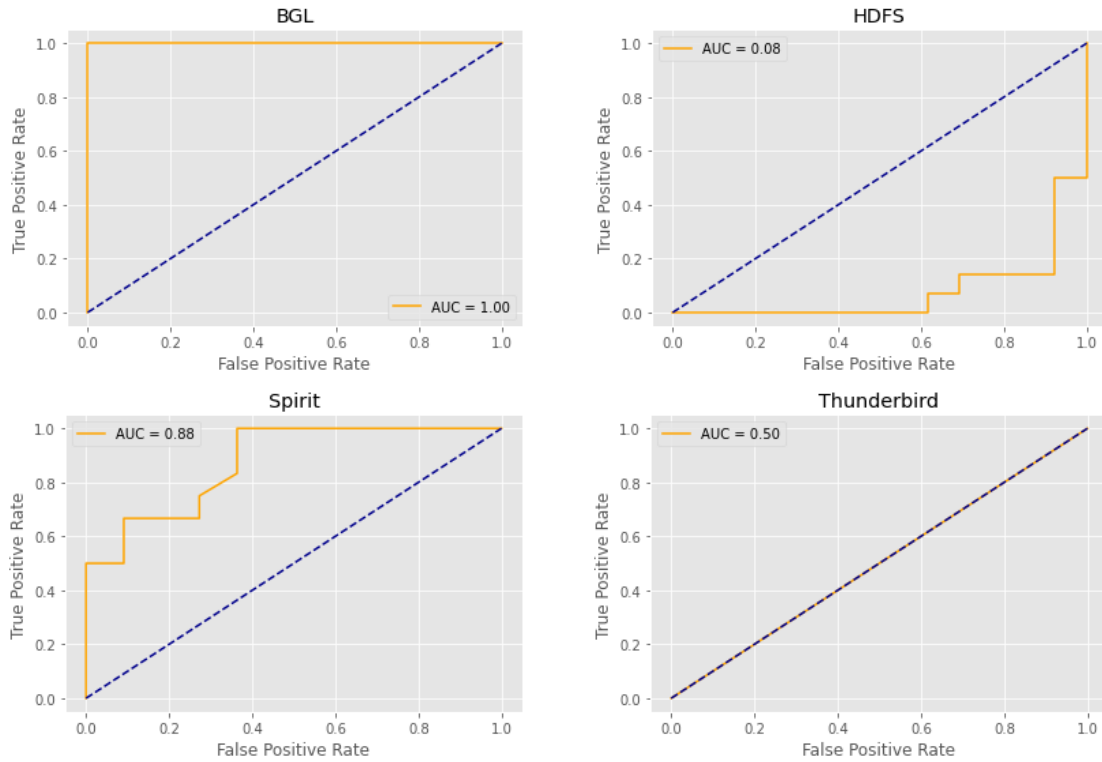 BGL
1.0
0.8
0.6
0.4
0.2
0.0
True Positive Rate
AUC = 1.00
0.0 0.2 0.4 0.6 0.8 1.0
False Positive Rate
HDFS
AUC = 0.08
1.0
0.8
0.6
0.4
0.2
0.0
True Positive Rate
0.0 0.2 0.4 0.6 0.8 1.0
False Positive Rate
Spirit
AUC = 0.88
1.0
0.8
0.6
0.4
0.2
0.0
True Positive Rate
0.0 0.2 0.4 0.6 0.8 1.0
False Positive Rate
Thunderbird
AUC = 0.50
1.0
0.8
0.6
0.4
0.2
0.0
True Positive Rate
0.0 0.2 0.4 0.6 0.8 1.0
False Positive Rate